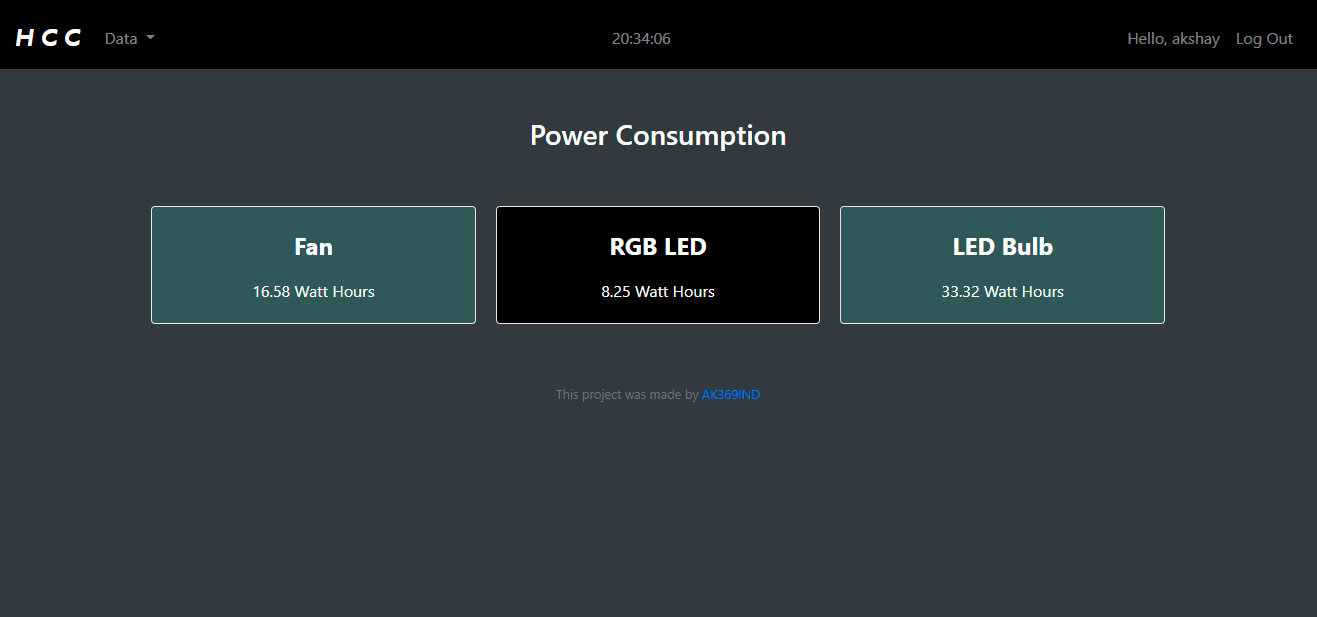 H C C Data 20:34:06 Hello, akshay Log Out
Power Consumption
Fan
16.58 Watt Hours
RGB LED
8.25 Watt Hours
LED Bulb
33.32 Watt Hours
This project was made by AK369IND